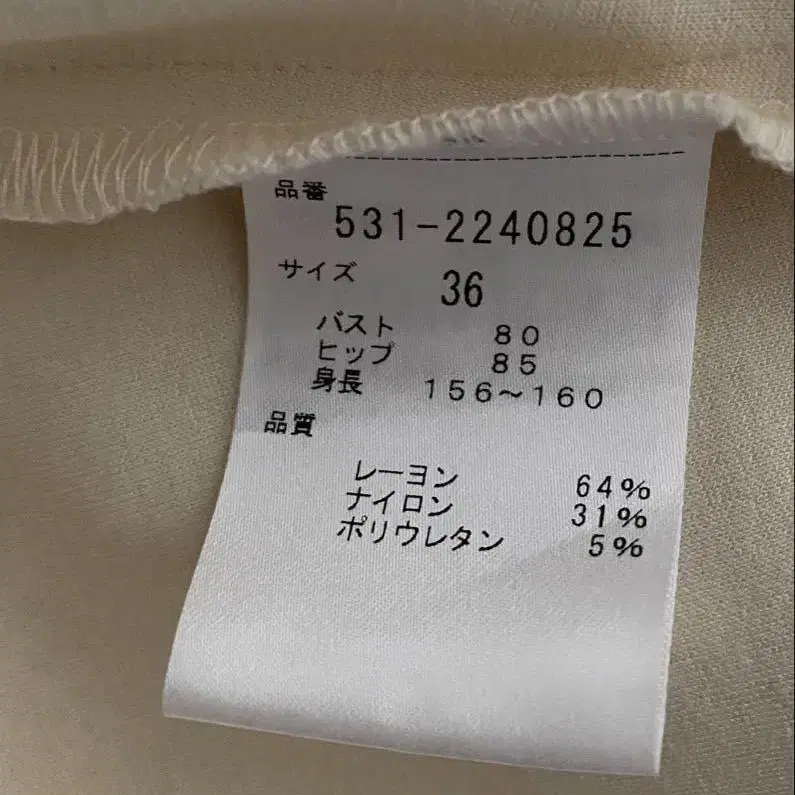 品番
531-2240825
サイズ 36
バスト 80
ヒップ 85
身長 156～160
品質
レーヨン 64%
ナイロン 31%
ポリウレタン 5%